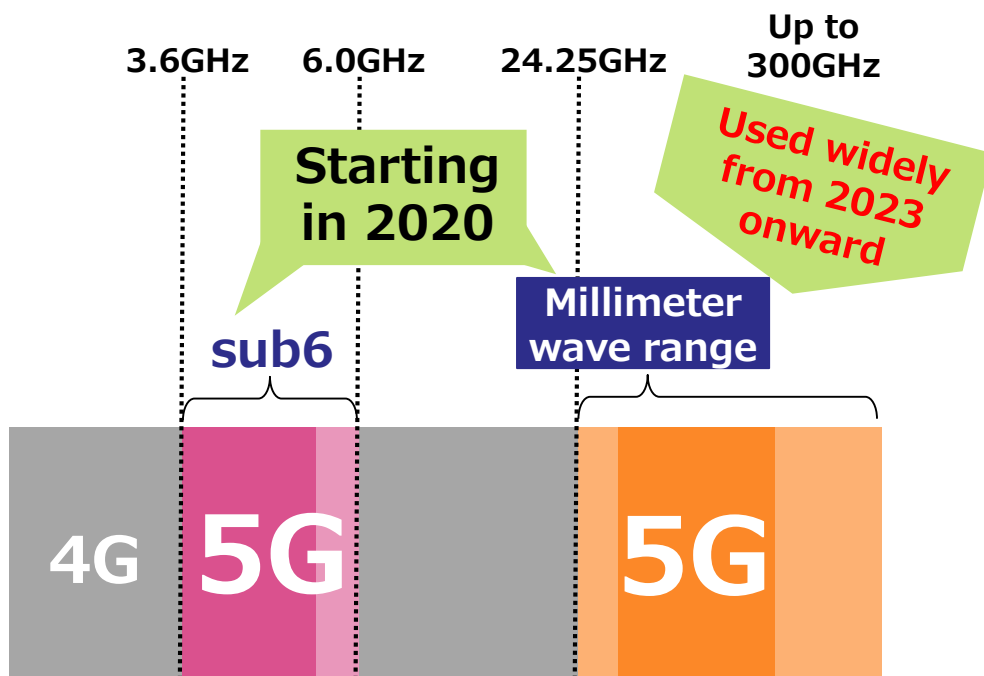 3.6GHz
6.0GHz
24.25GHz
Up to
300GHz
Starting
in 2020
Used widely
from 2023
onward
sub6
Millimeter
wave range
4G
5G
5G